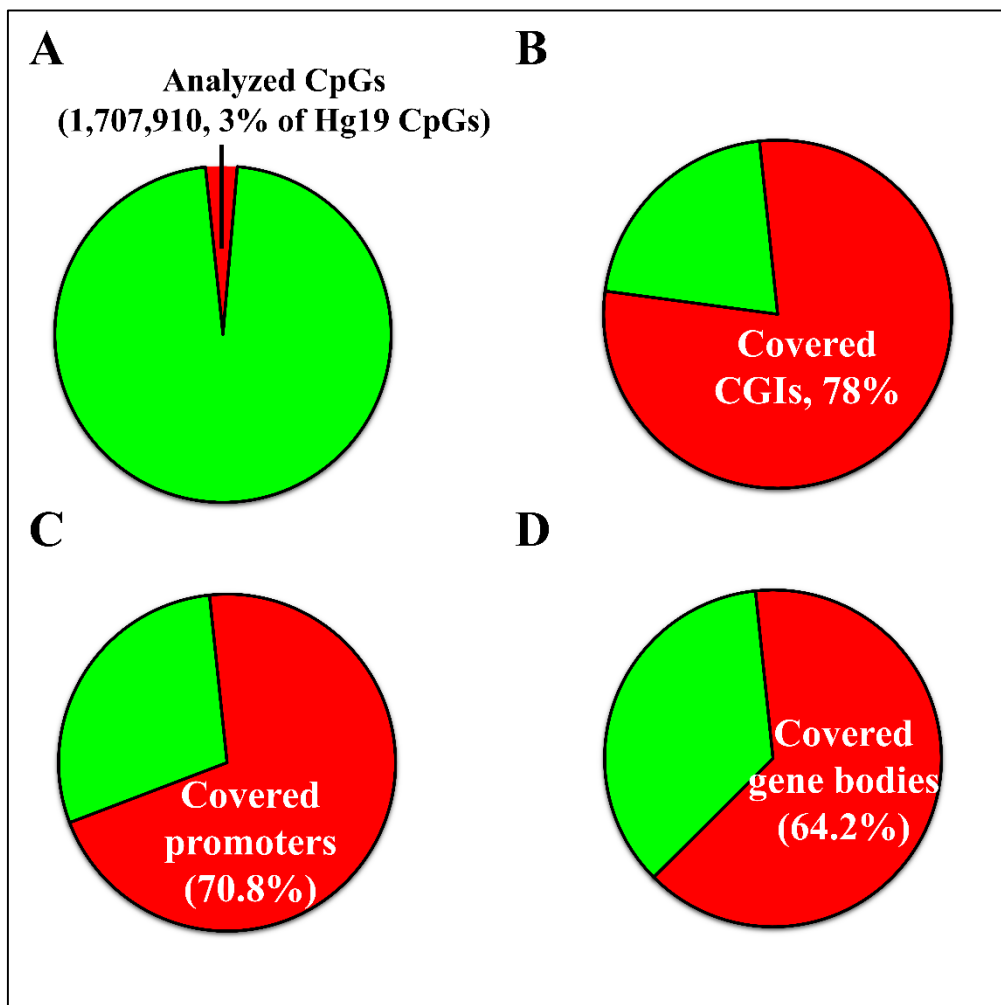 A
Analyzed CpGs
(1,707,910, 3% of Hg19 CpGs)
B
Covered
CGIs, 78%
C
Covered
promoters
(70.8%)
D
Covered
gene bodies
(64.2%)